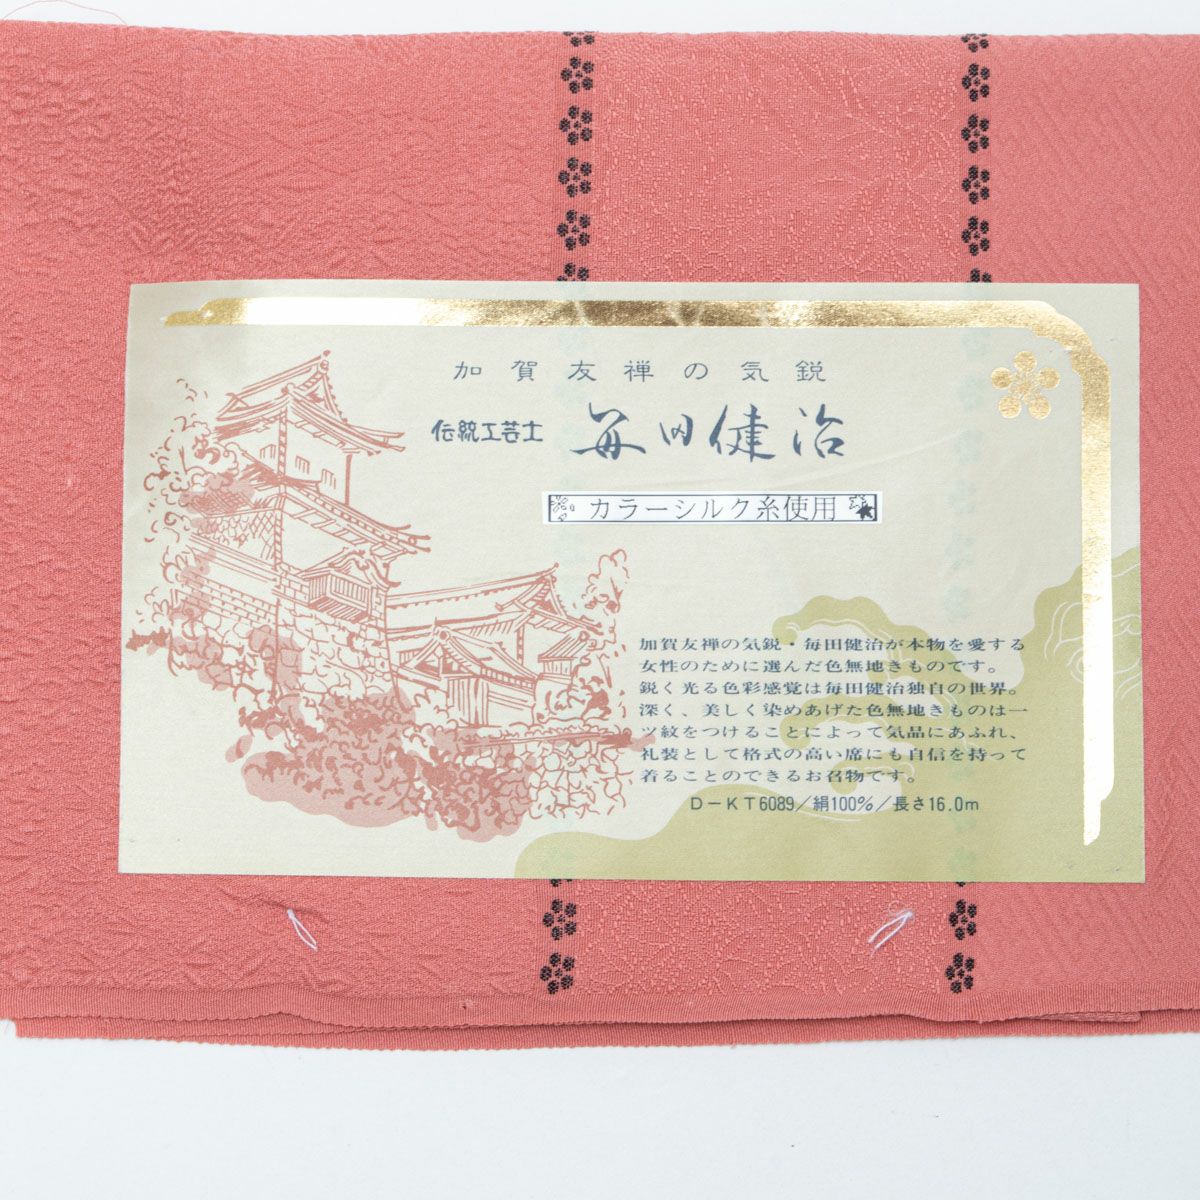 加賀友禅の気鋭
伝統工芸士 毎田健治
カラーシルク糸使用
加賀友禅の気鋭・毎田健治が本物を愛する
女性のために選んだ色無地きものです。
鋭く光る色彩感覚は毎田健治独自の世界。
深く、美しく染めあげた色無地きものは一
ツ紋をつけることによって気品にあふれ、
礼装として格式の高い席にも自信を持って
着ることのできるお召物です。
D－KT6089／絹100％／長さ16.0m